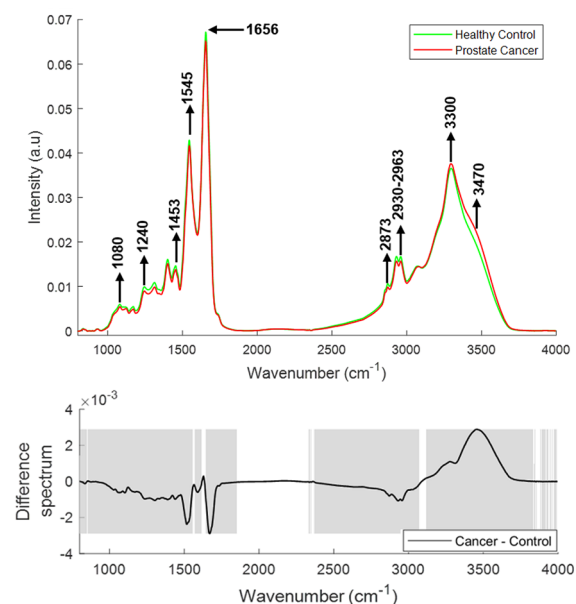 0.07
0.06
0.05
0.04
0.03
0.02
0.01
0
Intensity (a.u)
1080
1240
1453
1545
1656
2873
2930-2963
3300
3470
Healthy Control
Prostate Cancer
1000 1500 2000 2500 3000 3500 4000
Wavenumber (cm-1)
×10-3
4
2
0
-2
-4
Difference
spectrum
Cancer - Control
1000 1500 2000 2500 3000 3500 4000
Wavenumber (cm-1)